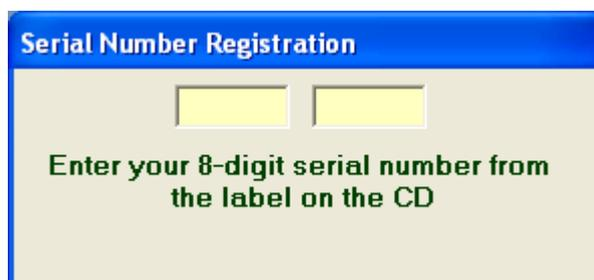 Serial Number Registration
Enter your 8-digit serial number from
the label on the CD